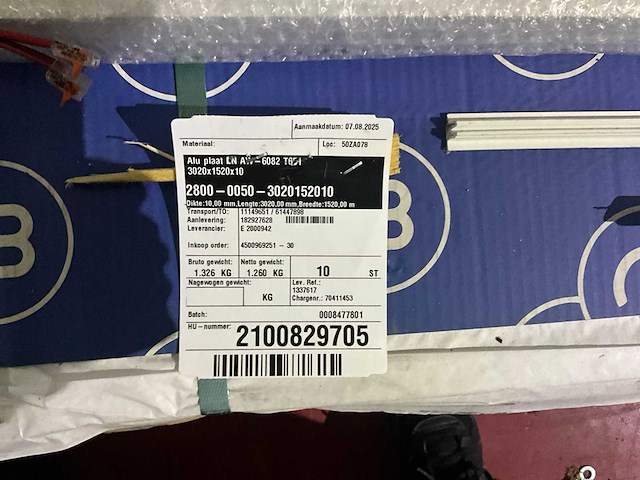 Aanmaakdatum: 07.08.2025
Materiaal: Loc: 50ZA078
Alu plaat EN AW-6082 T651
3020x1520x10
2800-0050-3020152010
Dikte:10,00 mm,Lengte:3020,00 mm,Breedte:1520,00 m
Transport/TO: 11149651 / 61447898
Aanlevering: 182927628
Leverancier: E 2000942
Inkoop order: 4500969251 - 30
Bruto gewicht: Netto gewicht:
1.326 KG 1.260 KG 10 ST
Nagewogen gewicht: Lev. Ref.:
1337617
KG Chargenr.: 70411453
Batch: 0008477801
HU-nummer: 2100829705